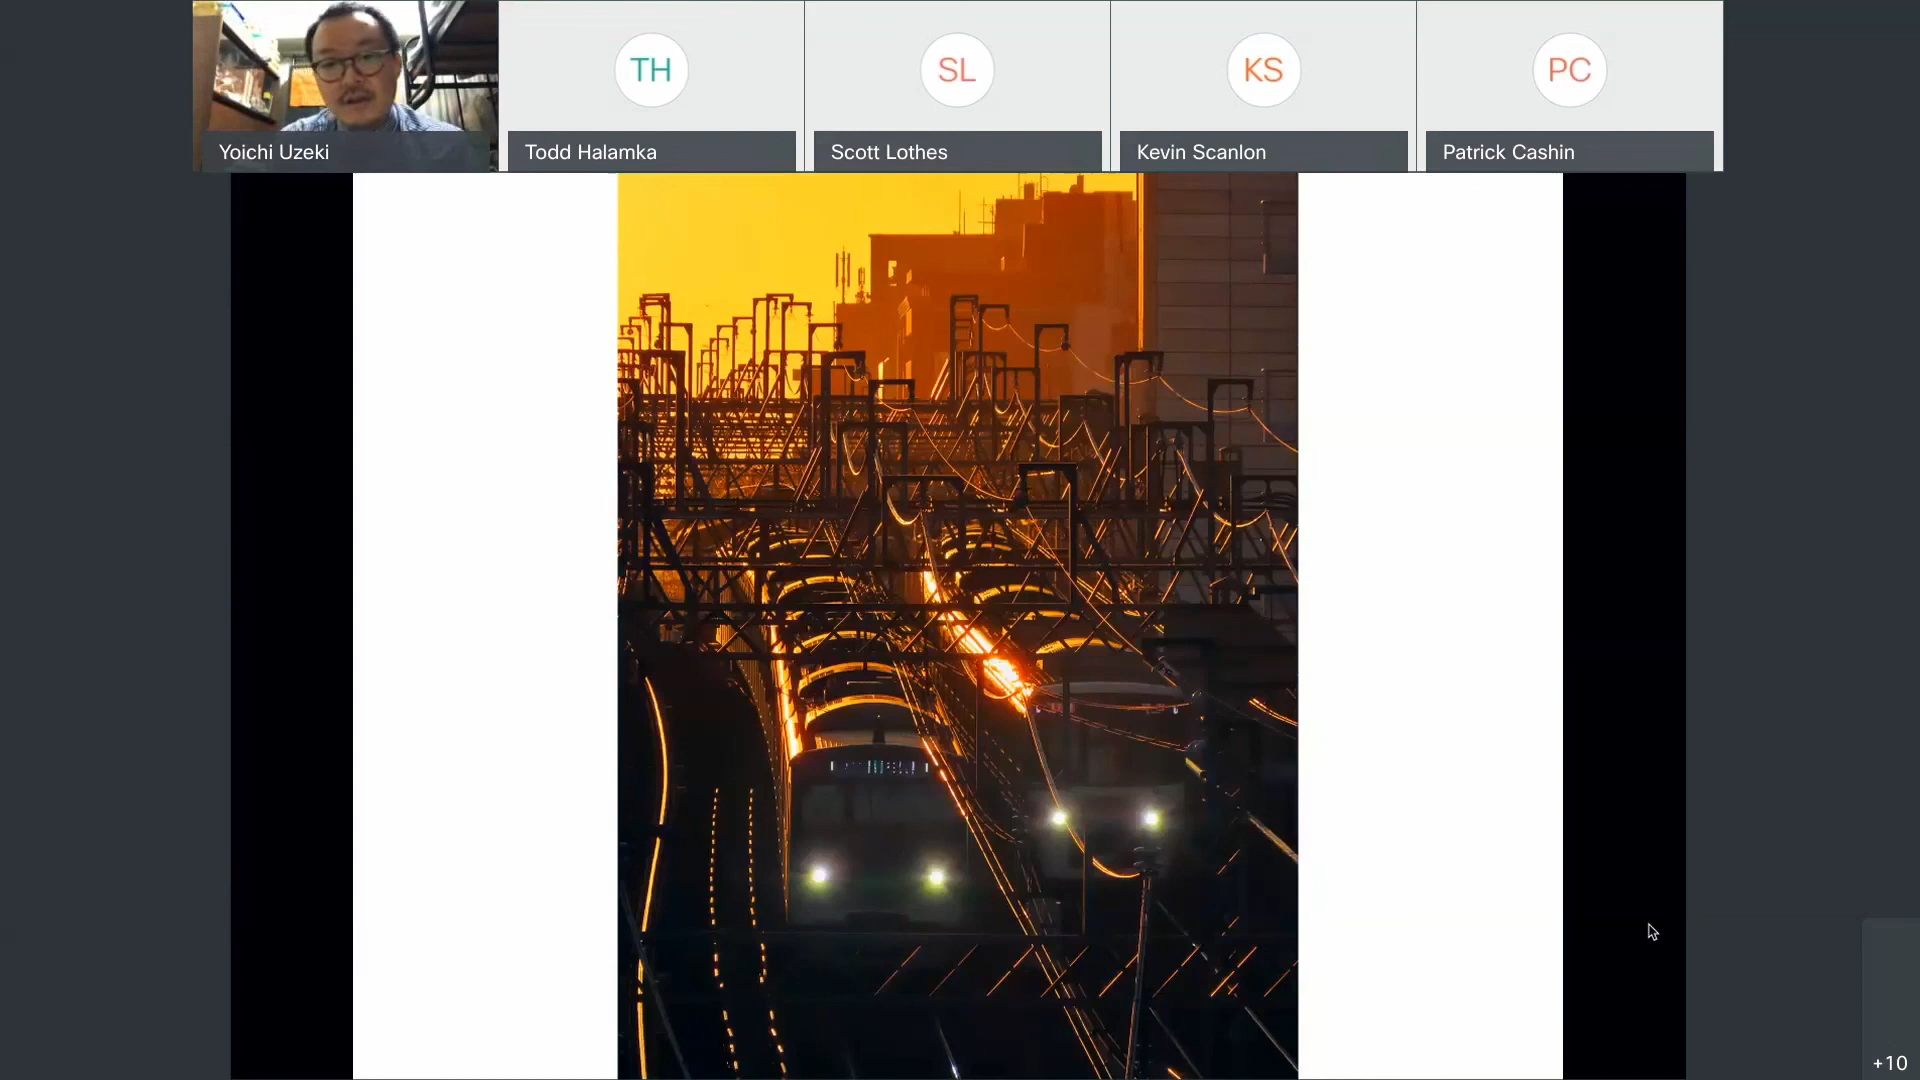 TH
SL
KS
PC
Yoichi Uzeki
Todd Halamka
Scott Lothes
Kevin Scanlon
Patrick Cashin
+10